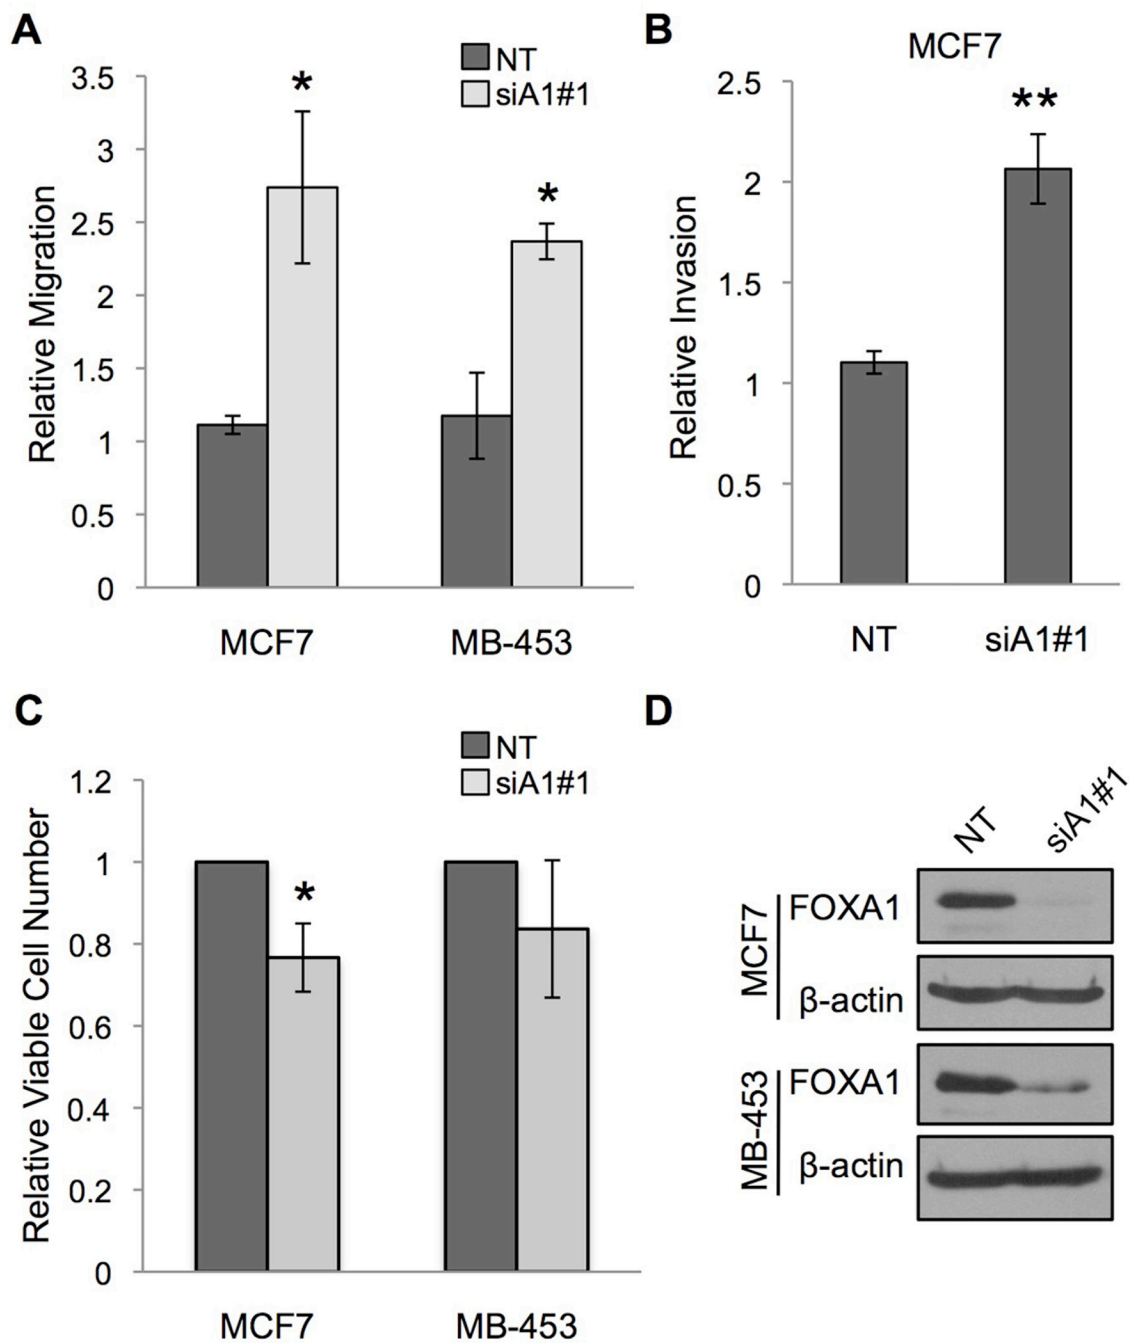 A
NT
siA1#1
3.5
3
2.5
2
1.5
1
0.5
0
Relative Migration
*
*
MCF7 MB-453
B
MCF7
2.5
2
1.5
1
0.5
0
Relative Invasion
**
NT siA1#1
C
NT
siA1#1
1.2
1
0.8
0.6
0.4
0.2
0
Relative Viable Cell Number
*
MCF7 MB-453
D
NT siA1#1
MCF7
FOXA1
β-actin
MB-453
FOXA1
β-actin